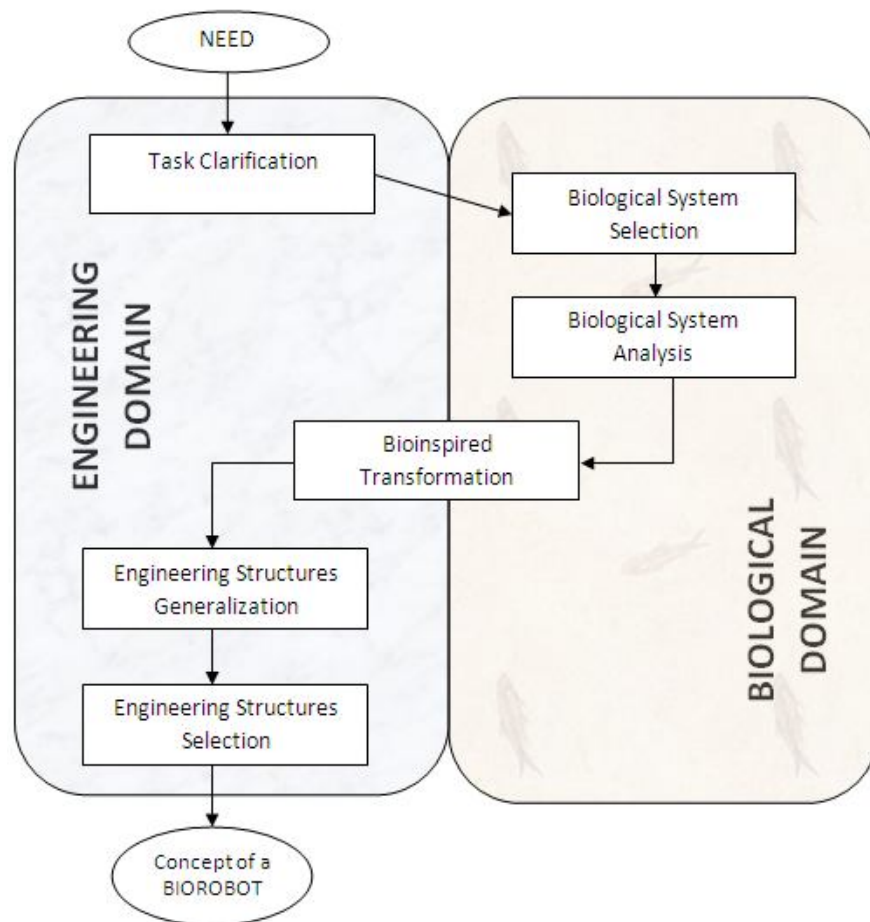 NEED
Task Clarification
Biological System
Selection
Biological System
Analysis
ENGINEERING
DOMAIN
Bioinspired
Transformation
BIOLOGICAL
DOMAIN
Engineering Structures
Generalization
Engineering Structures
Selection
Concept of a
BIOROBOT